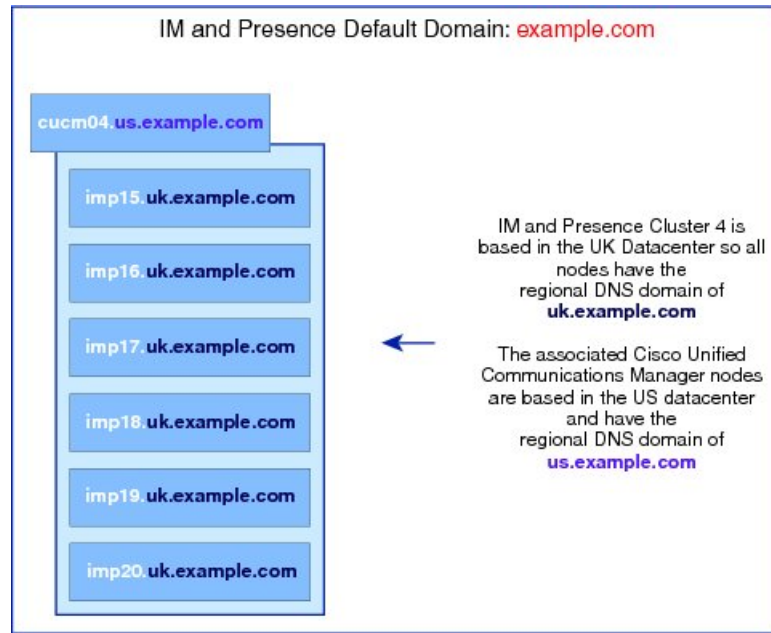 IM and Presence Default Domain: example.com
cucm04.us.example.com
imp15.uk.example.com
imp16.uk.example.com
imp17.uk.example.com
imp18.uk.example.com
imp19.uk.example.com
imp20.uk.example.com
IM and Presence Cluster 4 is
based in the UK Datacenter so all
nodes have the
regional DNS domain of
uk.example.com
The associated Cisco Unified
Communications Manager nodes
are based in the US datacenter
and have the
regional DNS domain of
us.example.com